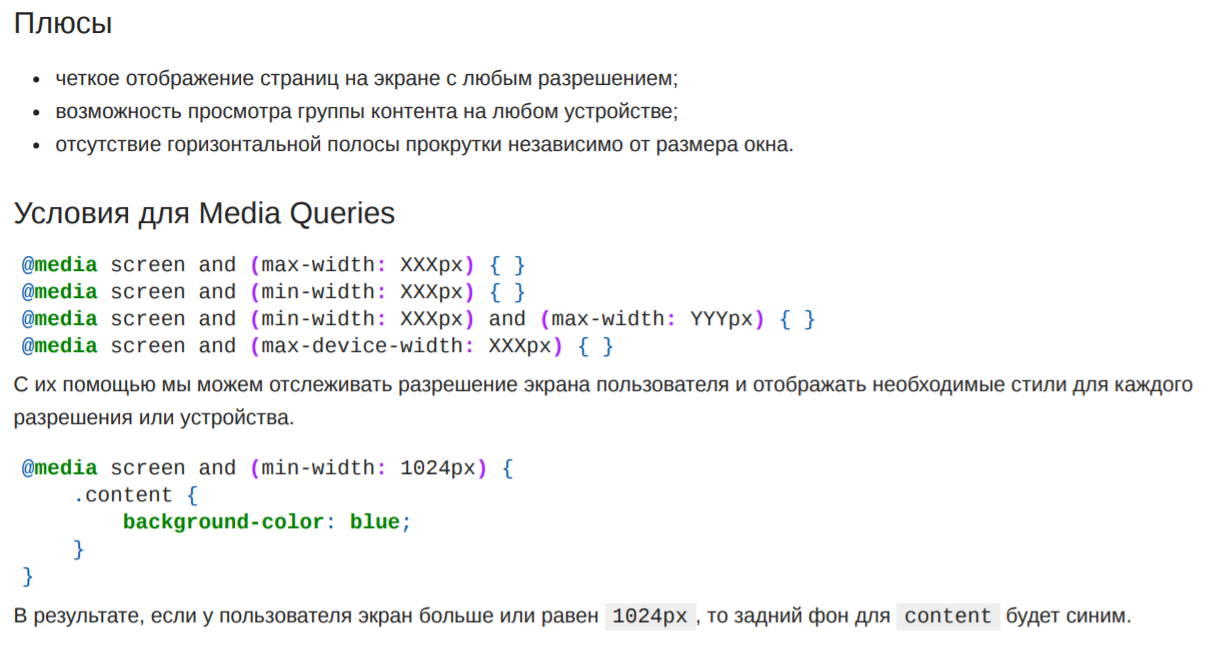 Плюсы
• четкое отображение страниц на экране с любым разрешением;
• возможность просмотра группы контента на любом устройстве;
• отсутствие горизонтальной полосы прокрутки независимо от размера окна.
Условия для Media Queries
@media screen and (max-width: XXXpx) { }
@media screen and (min-width: XXXpx) { }
@media screen and (min-width: XXXpx) and (max-width: YYYpx) { }
@media screen and (max-device-width: XXXpx) { }
С их помощью мы можем отслеживать разрешение экрана пользователя и отображать необходимые стили для каждого
разрешения или устройства.
@media screen and (min-width: 1024px) {
    .content {
        background-color: blue;
    }
}
В результате, если у пользователя экран больше или равен 1024px, то задний фон для content будет синим.